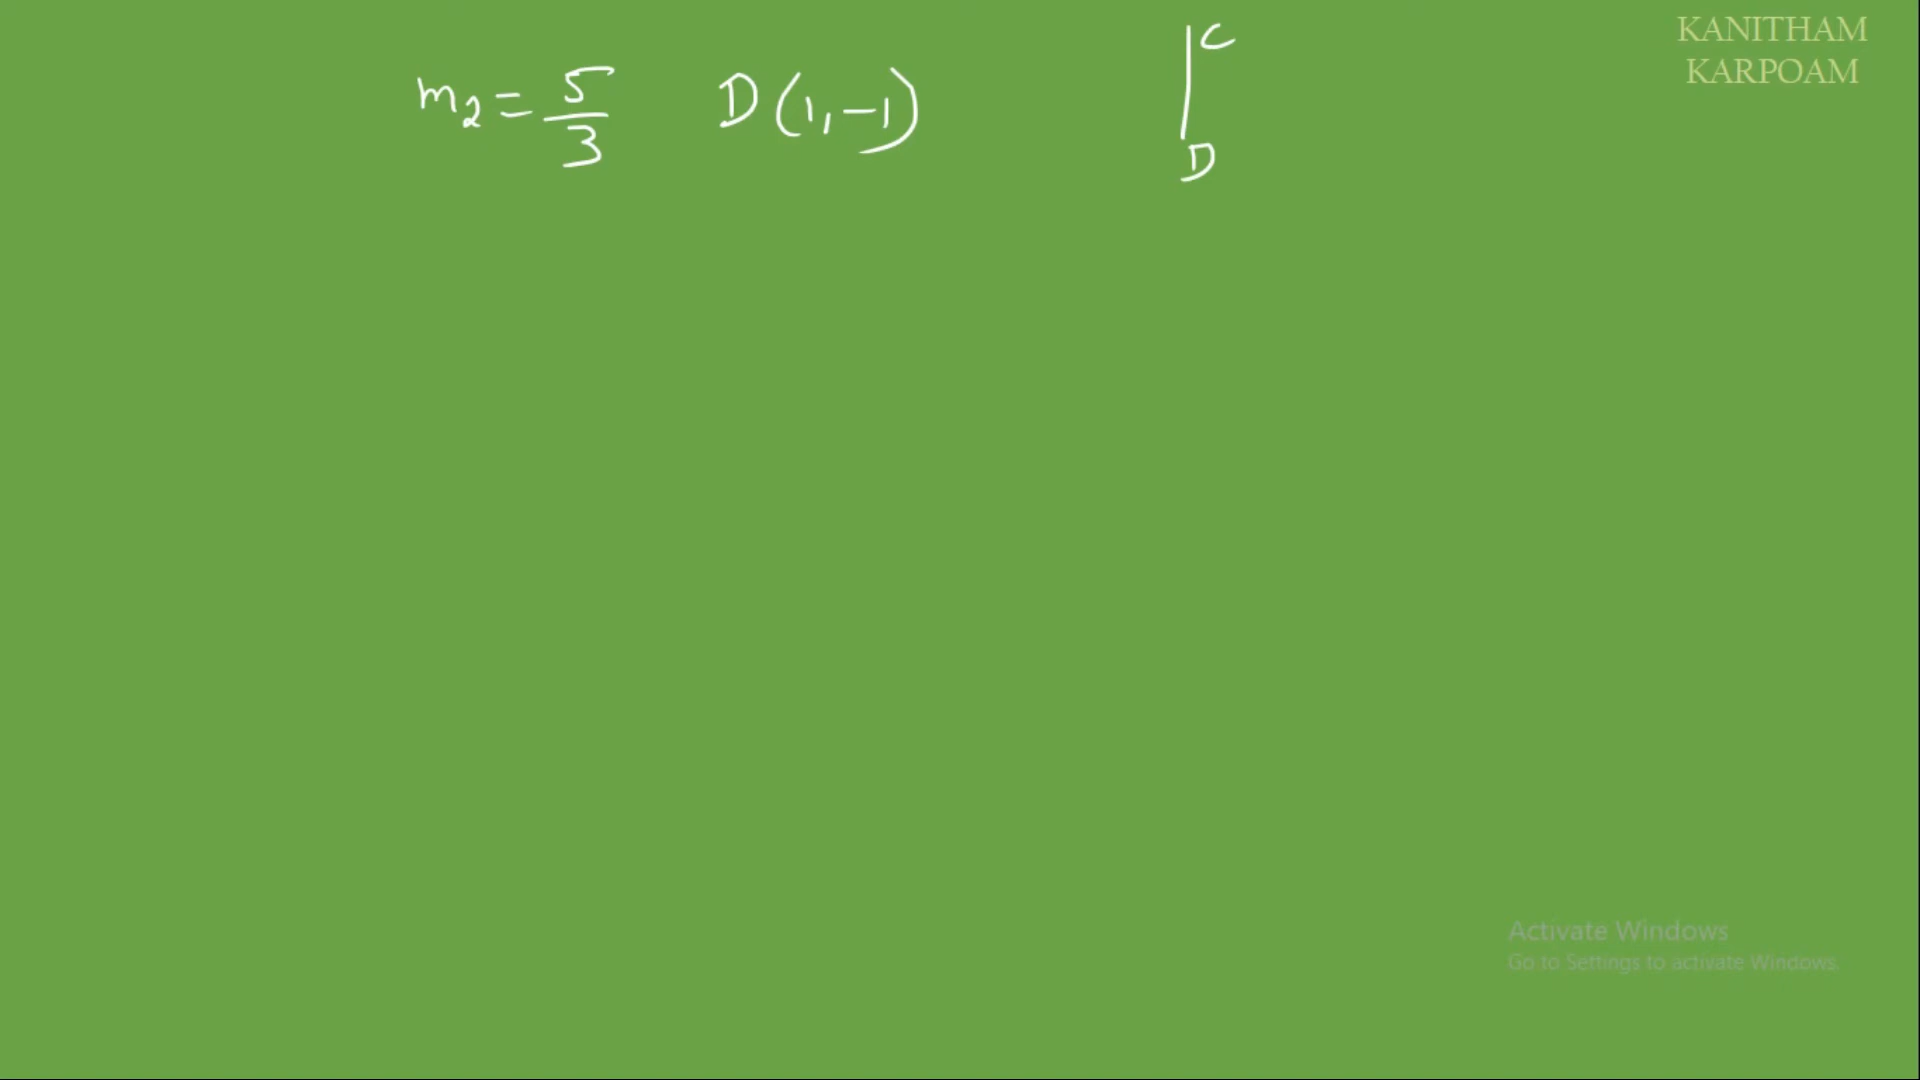 m₂ = 5/3 D(1,-1)
C
D
KANITHAM
KARPOAM
Activate Windows
Go to Settings to activate Windows.